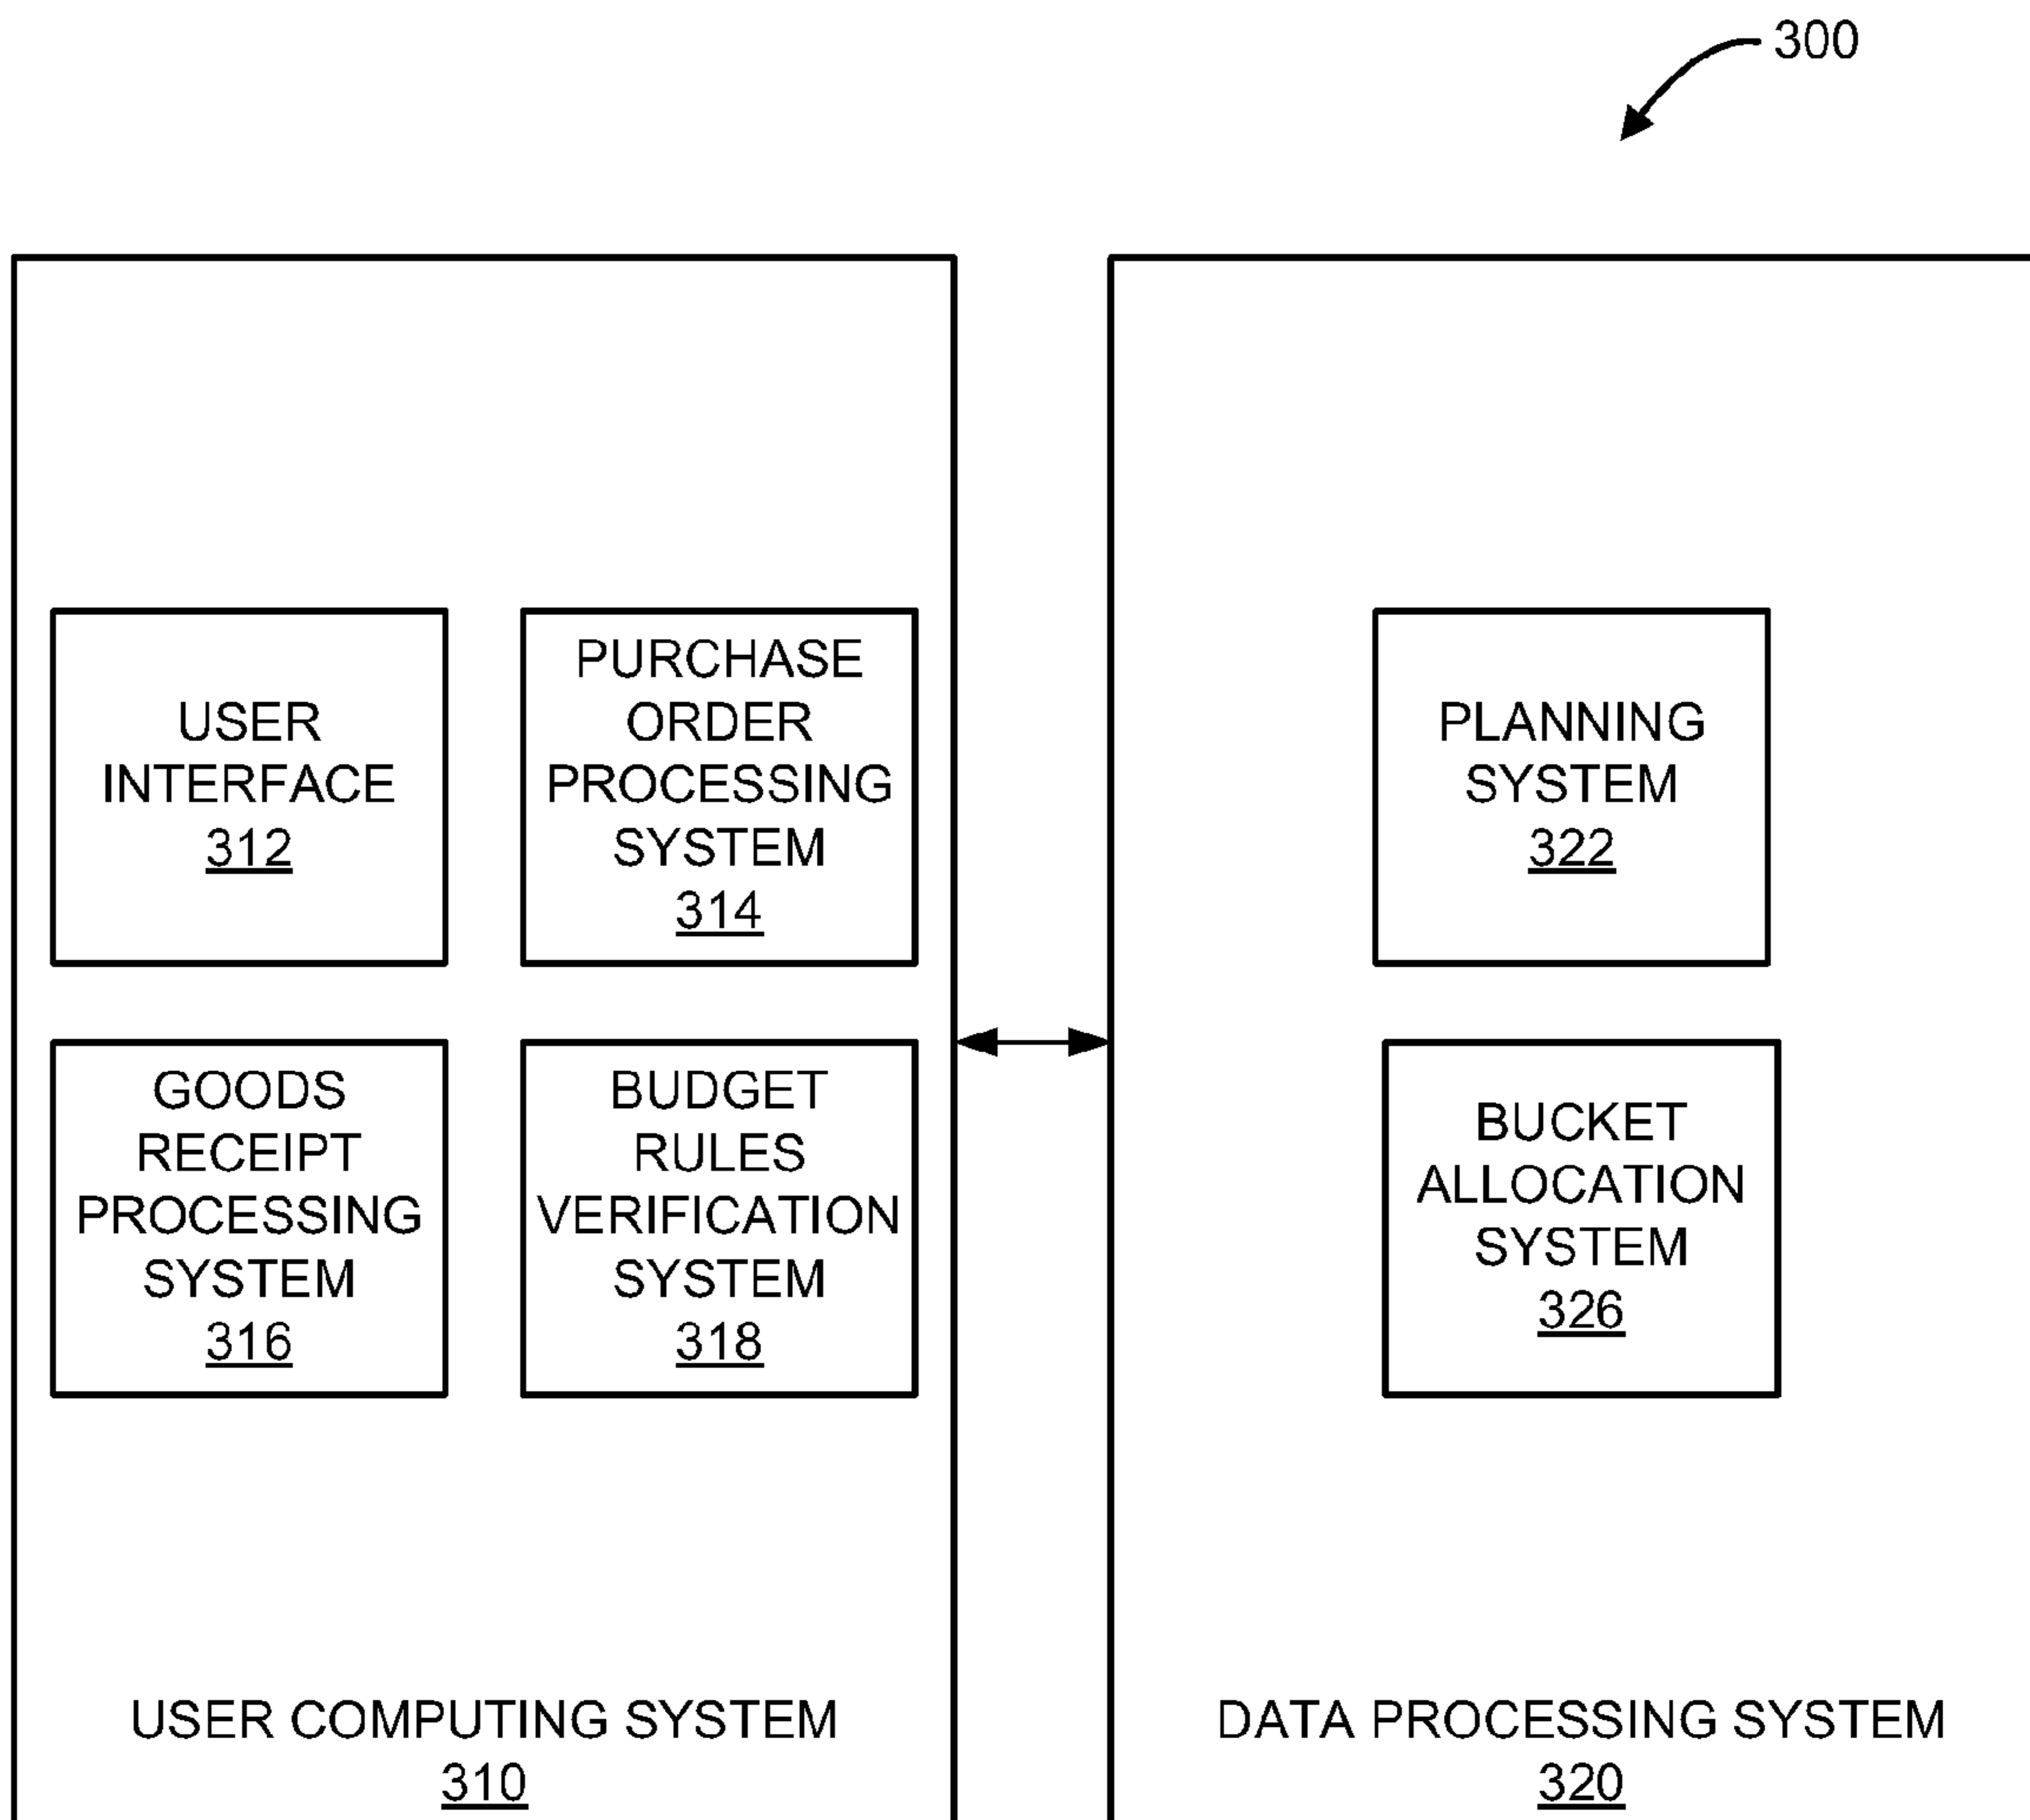 300
USER
INTERFACE
312
PURCHASE
ORDER
PROCESSING
SYSTEM
314
GOODS
RECEIPT
PROCESSING
SYSTEM
316
BUDGET
RULES
VERIFICATION
SYSTEM
318
USER COMPUTING SYSTEM
310
PLANNING
SYSTEM
322
BUCKET
ALLOCATION
SYSTEM
326
DATA PROCESSING SYSTEM
320